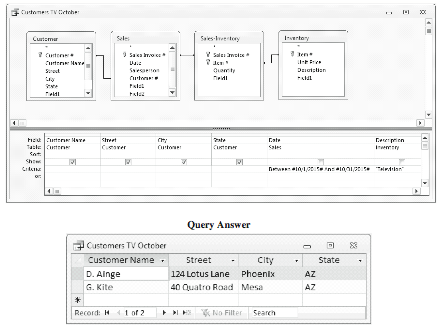 Customers TV October
Customer
*
Customer #
Customer Name
Street
City
State
Field1
Sales
*
Sales Invoice #
Date
Salesperson
Customer #
Field1
Field2
Sales-Inventory
*
Sales Invoice #
Item #
Quantity
Field1
Inventory
*
Item #
Unit Price
Description
Field1
Field: Customer Name Street City State Date Description
Table: Customer Customer Customer Customer Sales Inventory
Sort:
Show:
Criteria: Between #10/1/2015# And #10/31/2015# "Television"
or:
Query Answer
Customers TV October
Customer Name Street City State
D. Ainge 124 Lotus Lane Phoenix AZ
G. Kite 40 Quatro Road Mesa AZ
*
Record: 1 of 2 No Filter Search